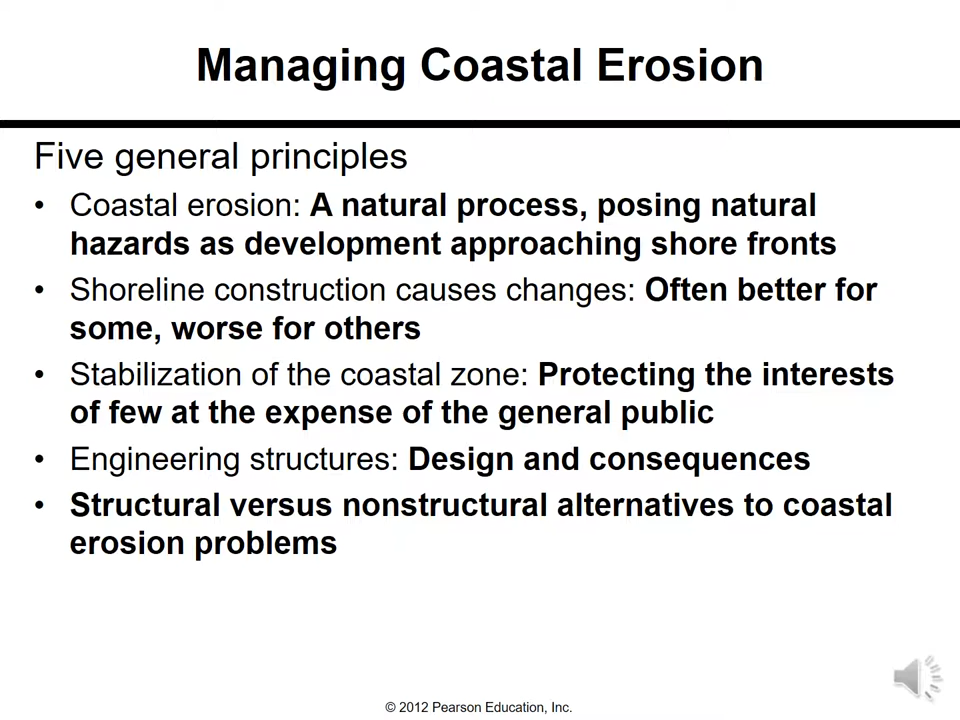 Managing Coastal Erosion
Five general principles
• Coastal erosion: A natural process, posing natural
hazards as development approaching shore fronts
• Shoreline construction causes changes: Often better for
some, worse for others
• Stabilization of the coastal zone: Protecting the interests
of few at the expense of the general public
• Engineering structures: Design and consequences
• Structural versus nonstructural alternatives to coastal
erosion problems
© 2012 Pearson Education, Inc.